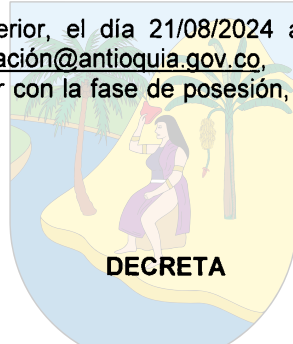 erior, el día 21/08/2024 a
ación@antioquia.gov.co,
r con la fase de posesión,
DECRETA